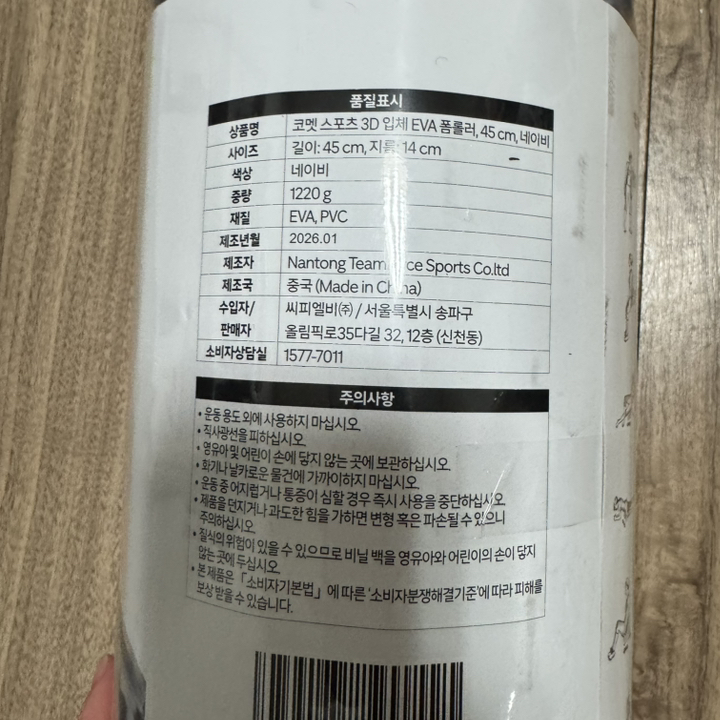 품질표시
상품명 코멧 스포츠 3D 입체 EVA 폼롤러, 45 cm, 네이비
사이즈 길이: 45 cm, 지름: 14 cm
색상 네이비
중량 1220 g
재질 EVA, PVC
제조년월 2026.01
제조자 Nantong Team ce Sports Co.ltd
제조국 중국 (Made in China)
수입자/ 씨피엘비㈜ / 서울특별시 송파구
판매자 올림픽로35다길 32, 12층 (신천동)
소비자상담실 1577-7011
주의사항
• 운동 용도 외에 사용하지 마십시오.
• 직사광선을 피하십시오.
• 영유아 및 어린이 손에 닿지 않는 곳에 보관하십시오.
• 화기나 날카로운 물건에 가까이하지 마십시오.
• 운동 중 어지럽거나 통증이 심할 경우 즉시 사용을 중단하십시오.
• 제품을 던지거나 과도한 힘을 가하면 변형 혹은 파손될 수 있으니
주의하십시오.
• 질식의 위험이 있을 수 있으므로 비닐 백을 영유아와 어린이의 손이 닿지
않는 곳에 두십시오.
• 본 제품은 「소비자기본법」에 따른 '소비자분쟁해결기준'에 따라 피해를
보상 받을 수 있습니다.